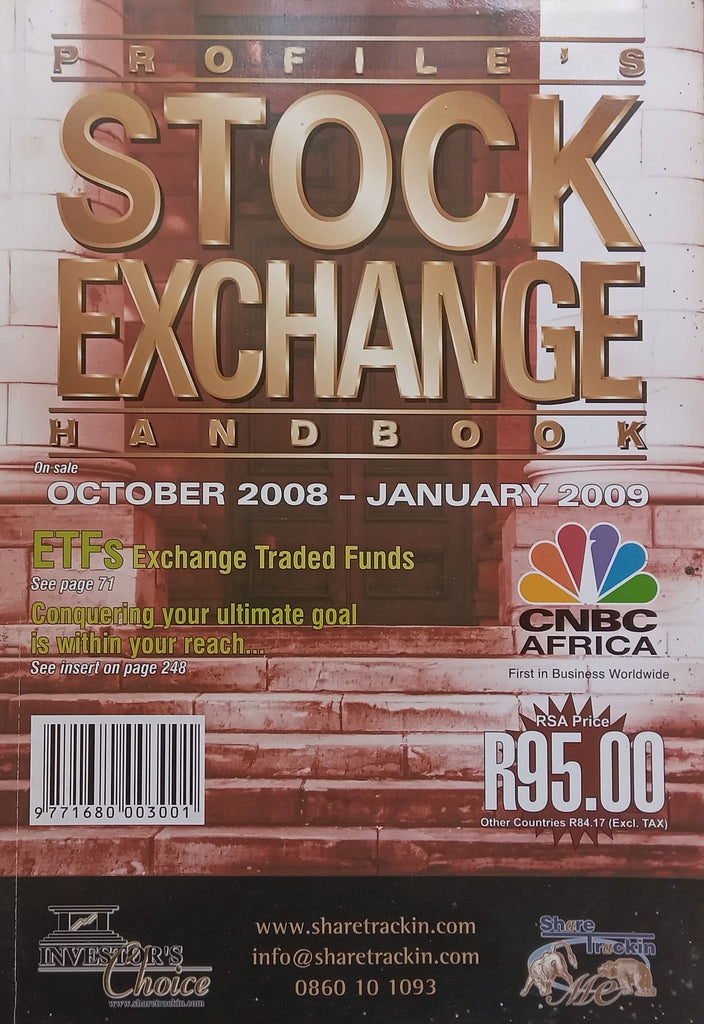 PROFILE'S
STOCK
EXCHANGE
HANDBOOK
On sale
OCTOBER 2008 – JANUARY 2009
ETFs Exchange Traded Funds
See page 71
Conquering your ultimate goal
is within your reach...
See insert on page 248
CNBC
AFRICA
First in Business Worldwide
RSA Price
R95.00
Other Countries R84.17 (Excl. TAX)
9 771680 003001
INVESTOR'S
Choice
www.sharetrackin.com
www.sharetrackin.com
info@sharetrackin.com
0860 10 1093
Share
Trackin
Me